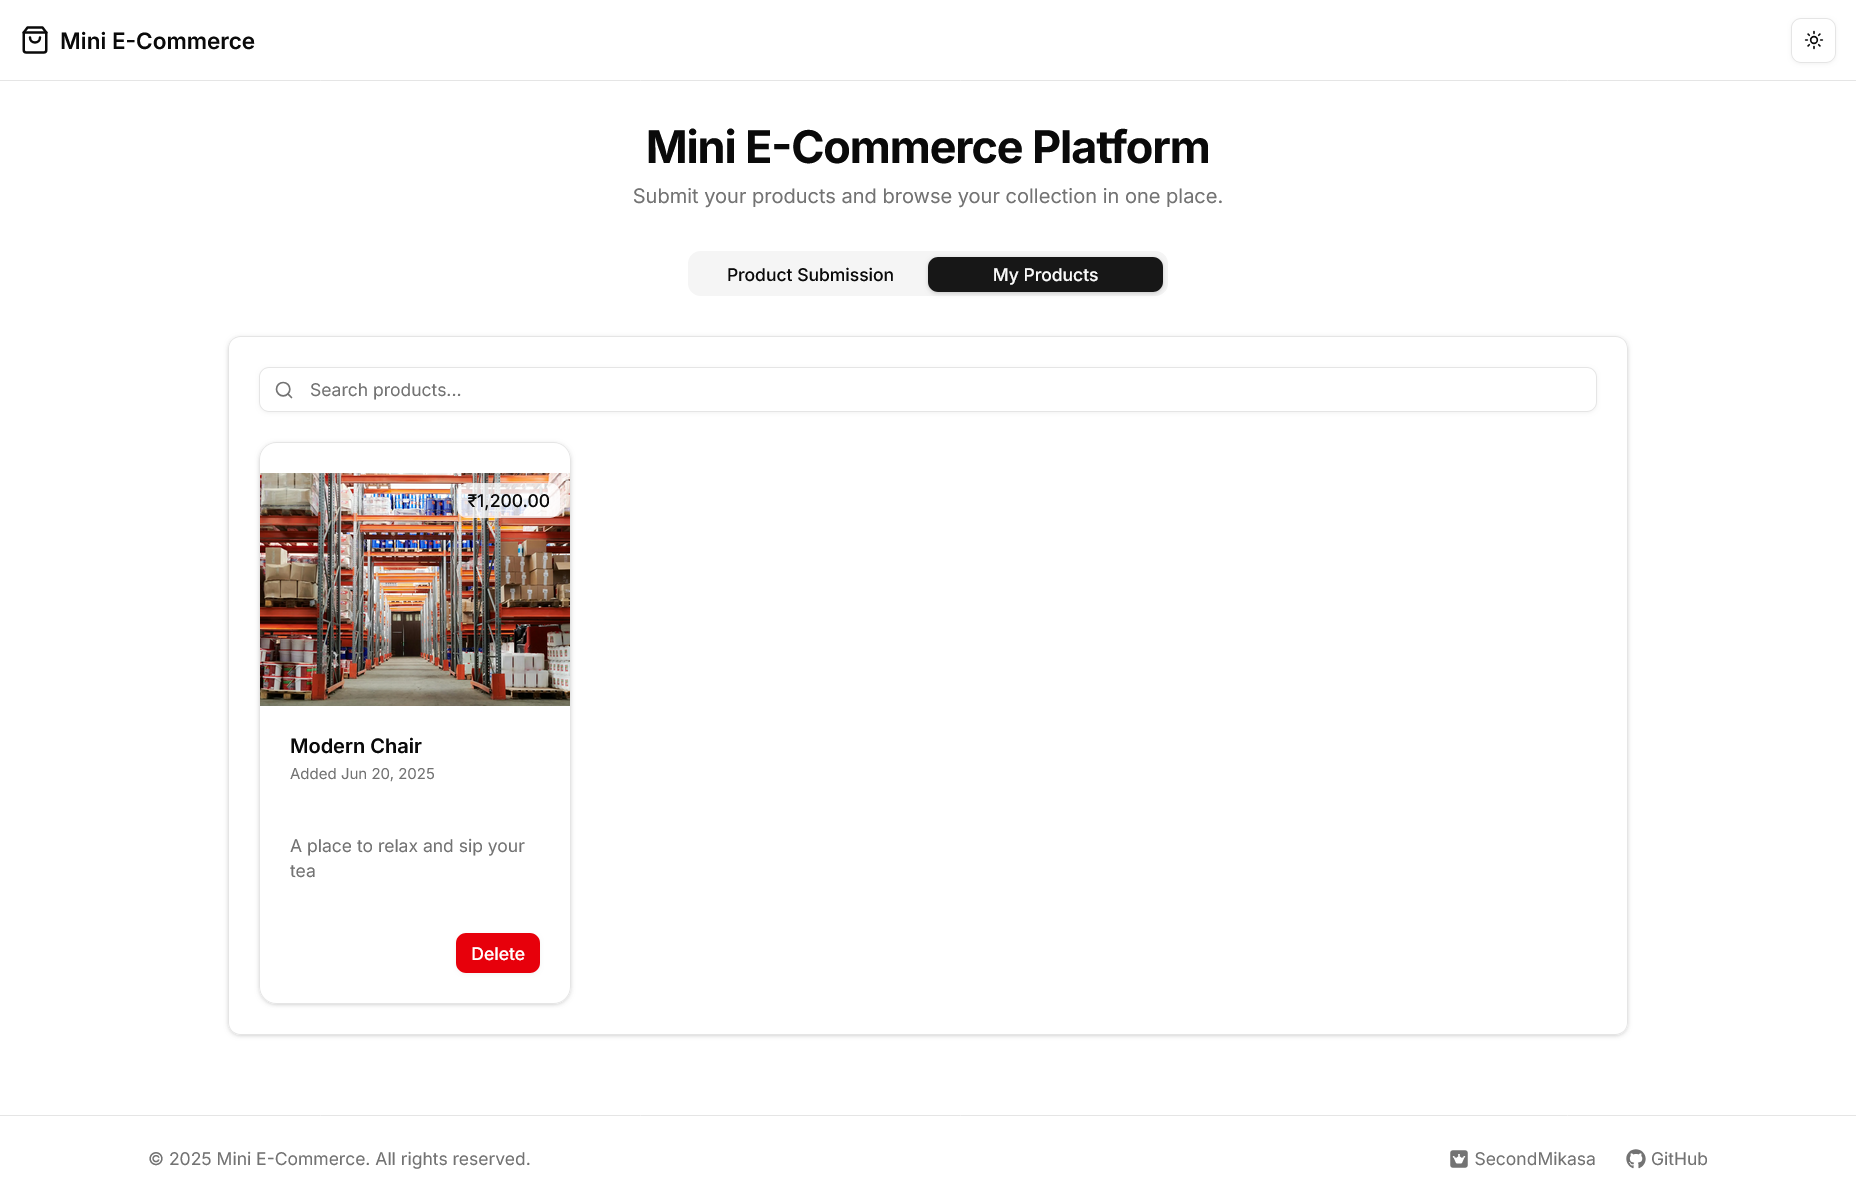 Mini E-Commerce
Mini E-Commerce Platform
Submit your products and browse your collection in one place.
Product Submission
My Products
Search products...
₹1,200.00
Modern Chair
Added Jun 20, 2025
A place to relax and sip your
tea
Delete
© 2025 Mini E-Commerce. All rights reserved.
SecondMikasa
GitHub